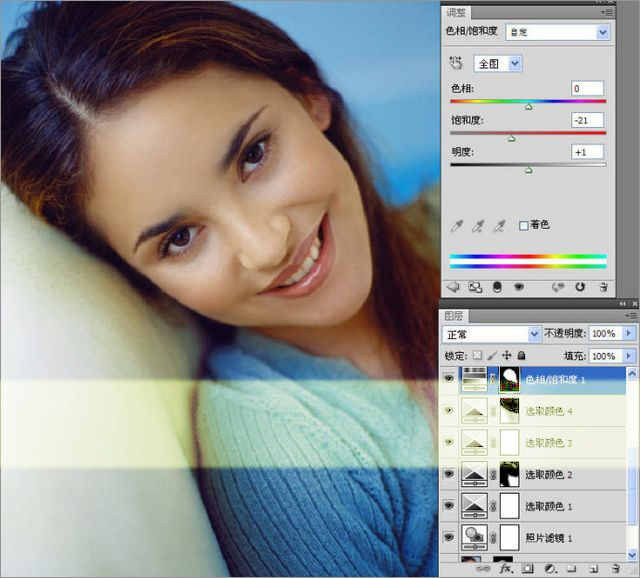 调整
色相/饱和度 自定
全图
色相: 0
饱和度: -21
明度: +1
着色
图层
正常 不透明度: 100%
锁定: 填充: 100%
色相/饱和度 1
选取颜色 4
选取颜色 3
选取颜色 2
选取颜色 1
照片滤镜 1
fx.